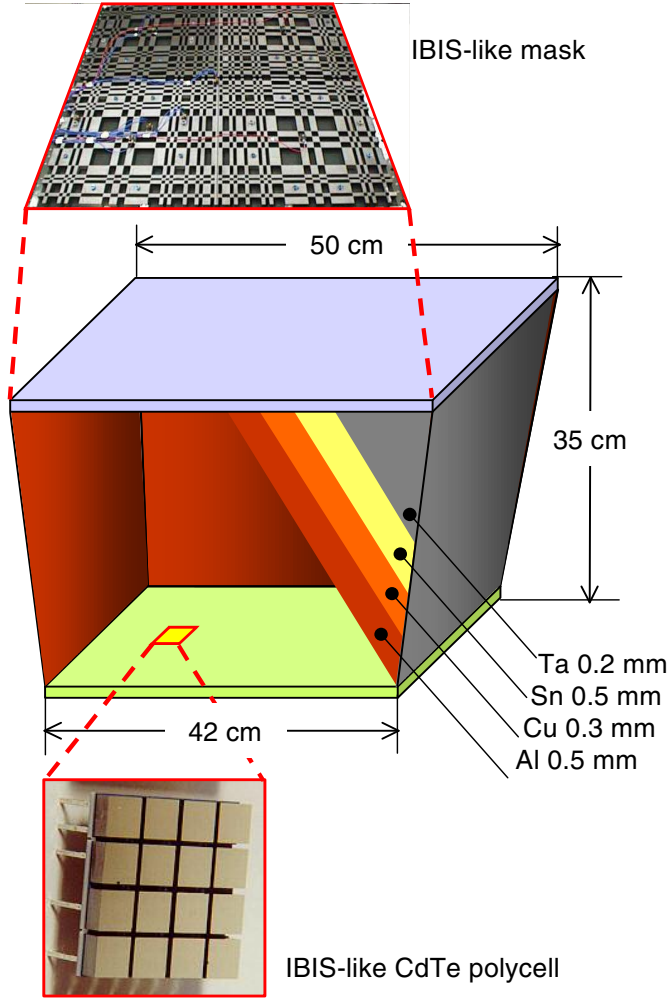 IBIS-like mask
50 cm
35 cm
Ta 0.2 mm
Sn 0.5 mm
Cu 0.3 mm
42 cm
Al 0.5 mm
IBIS-like CdTe polycell